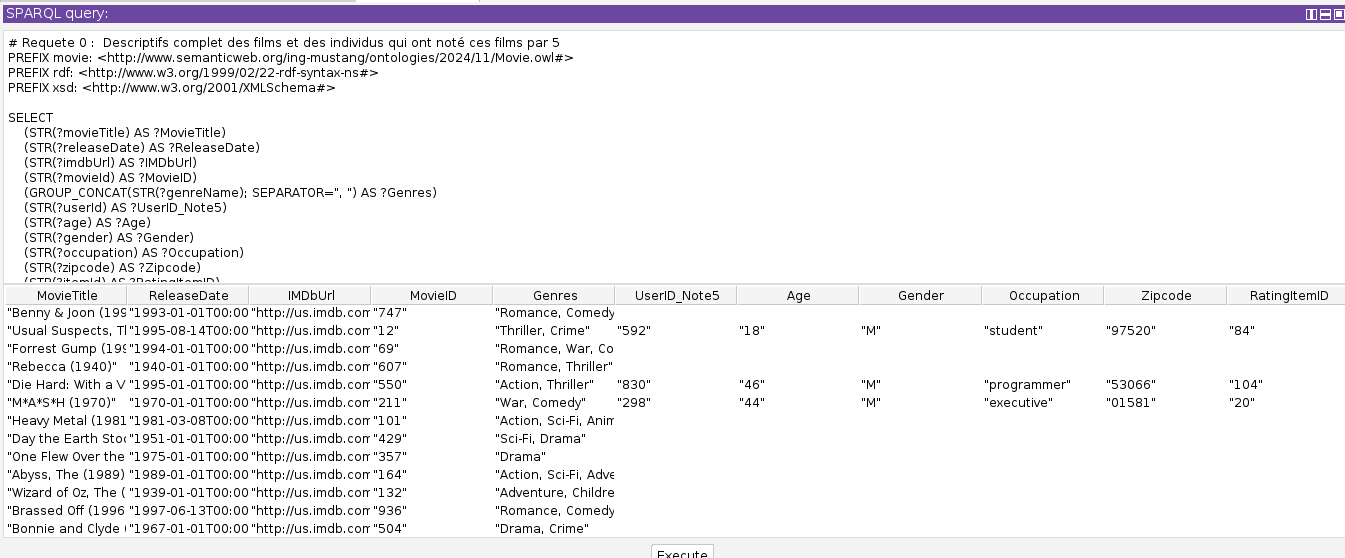 SPARQL query:
# Requete 0 :  Descriptifs complet des films et des individus qui ont noté ces films par 5
PREFIX movie: <http://www.semanticweb.org/ing-mustang/ontologies/2024/11/Movie.owl#>
PREFIX rdf: <http://www.w3.org/1999/02/22-rdf-syntax-ns#>
PREFIX xsd: <http://www.w3.org/2001/XMLSchema#>
SELECT
(STR(?movieTitle) AS ?MovieTitle)
(STR(?releaseDate) AS ?ReleaseDate)
(STR(?imdbUrl) AS ?IMDbUrl)
(STR(?movieId) AS ?MovieID)
(GROUP_CONCAT(STR(?genreName); SEPARATOR=", ") AS ?Genres)
(STR(?userId) AS ?UserID_Note5)
(STR(?age) AS ?Age)
(STR(?gender) AS ?Gender)
(STR(?occupation) AS ?Occupation)
(STR(?zipcode) AS ?Zipcode)
(STR(?itemId) AS ?RatingItemID)
MovieTitle ReleaseDate IMDbUrl MovieID Genres UserID_Note5 Age Gender Occupation Zipcode RatingItemID
"Benny & Joon (199 "1993-01-01T00:00 "http://us.imdb.com "747" "Romance, Comedy
"Usual Suspects, Tl "1995-08-14T00:00 "http://us.imdb.com "12" "Thriller, Crime" "592" "18" "M" "student" "97520" "84"
"Forrest Gump (199 "1994-01-01T00:00 "http://us.imdb.com "69" "Romance, War, Co
"Rebecca (1940)" "1940-01-01T00:00 "http://us.imdb.com "607" "Romance, Thriller"
"Die Hard: With a V "1995-01-01T00:00 "http://us.imdb.com "550" "Action, Thriller" "830" "46" "M" "programmer" "53066" "104"
"M*A*S*H (1970)" "1970-01-01T00:00 "http://us.imdb.com "211" "War, Comedy" "298" "44" "M" "executive" "01581" "20"
"Heavy Metal (1981 "1981-03-08T00:00 "http://us.imdb.com "101" "Action, Sci-Fi, Anim
"Day the Earth Stoo "1951-01-01T00:00 "http://us.imdb.com "429" "Sci-Fi, Drama"
"One Flew Over the "1975-01-01T00:00 "http://us.imdb.com "357" "Drama"
"Abyss, The (1989) "1989-01-01T00:00 "http://us.imdb.com "164" "Action, Sci-Fi, Adve
"Wizard of Oz, The ( "1939-01-01T00:00 "http://us.imdb.com "132" "Adventure, Childre
"Brassed Off (1996 "1997-06-13T00:00 "http://us.imdb.com "936" "Romance, Comedy
"Bonnie and Clyde ( "1967-01-01T00:00 "http://us.imdb.com "504" "Drama, Crime"
Execute